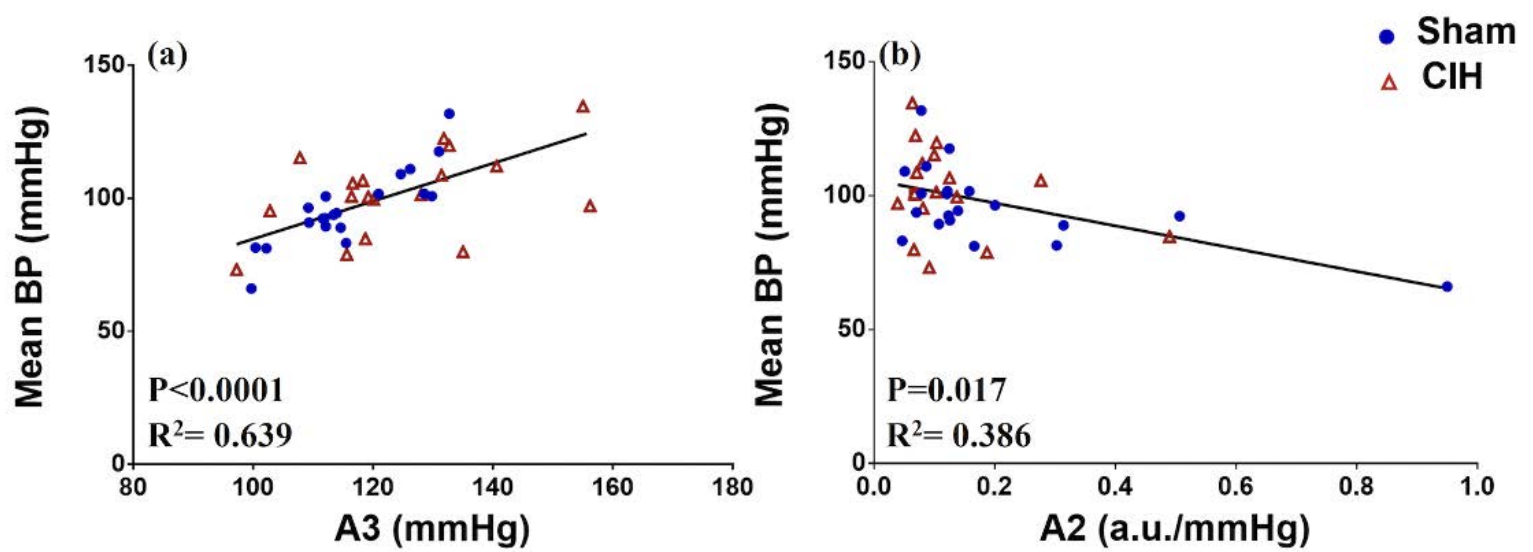 Sham
CIH
(a)
150
100
50
0
80
100
120
140
160
180
Mean BP (mmHg)
A3 (mmHg)
P<0.0001
R²= 0.639
(b)
150
100
50
0
0.0
0.2
0.4
0.6
0.8
1.0
Mean BP (mmHg)
A2 (a.u./mmHg)
P=0.017
R²= 0.386